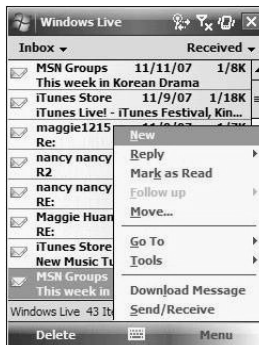 Windows Live
Inbox
Received
MSN Groups 11/11/07 1/8K
This week in Korean Drama
iTunes Store 11/9/07 1/18K
iTunes Live! - iTunes Festival, Kin...
maggie1215
Re:
nancy nancy
R2
nancy nancy
RE:
Maggie Huan
RE:
iTunes Store
New Music Tu
MSN Groups
This week in
New
Reply
Mark as Read
Follow up
Move...
Go To
Tools
Download Message
Send/Receive
Windows Live 43 Ite
Delete
Menu